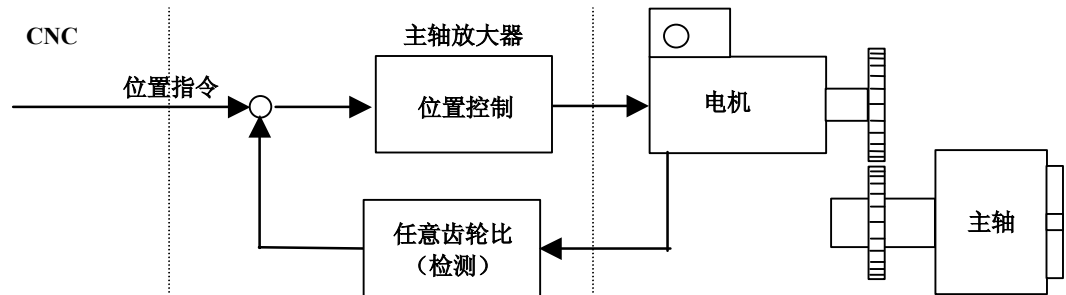 CNC
主轴放大器
位置指令
位置控制
电机
任意齿轮比
（检测）
主轴